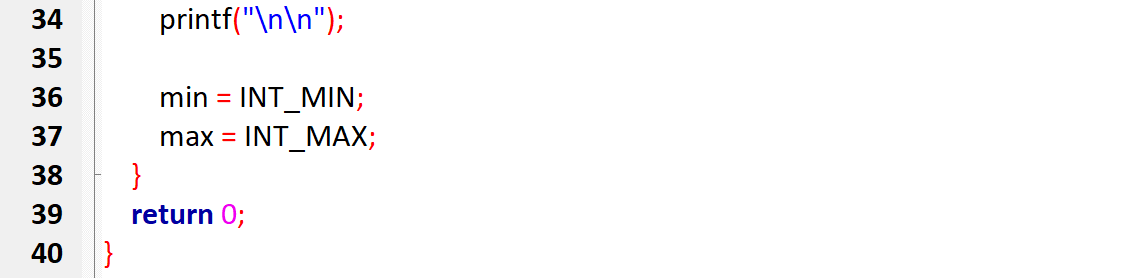 34 printf("\n\n");
35
36 min = INT_MIN;
37 max = INT_MAX;
38 }
39 return 0;
40 }